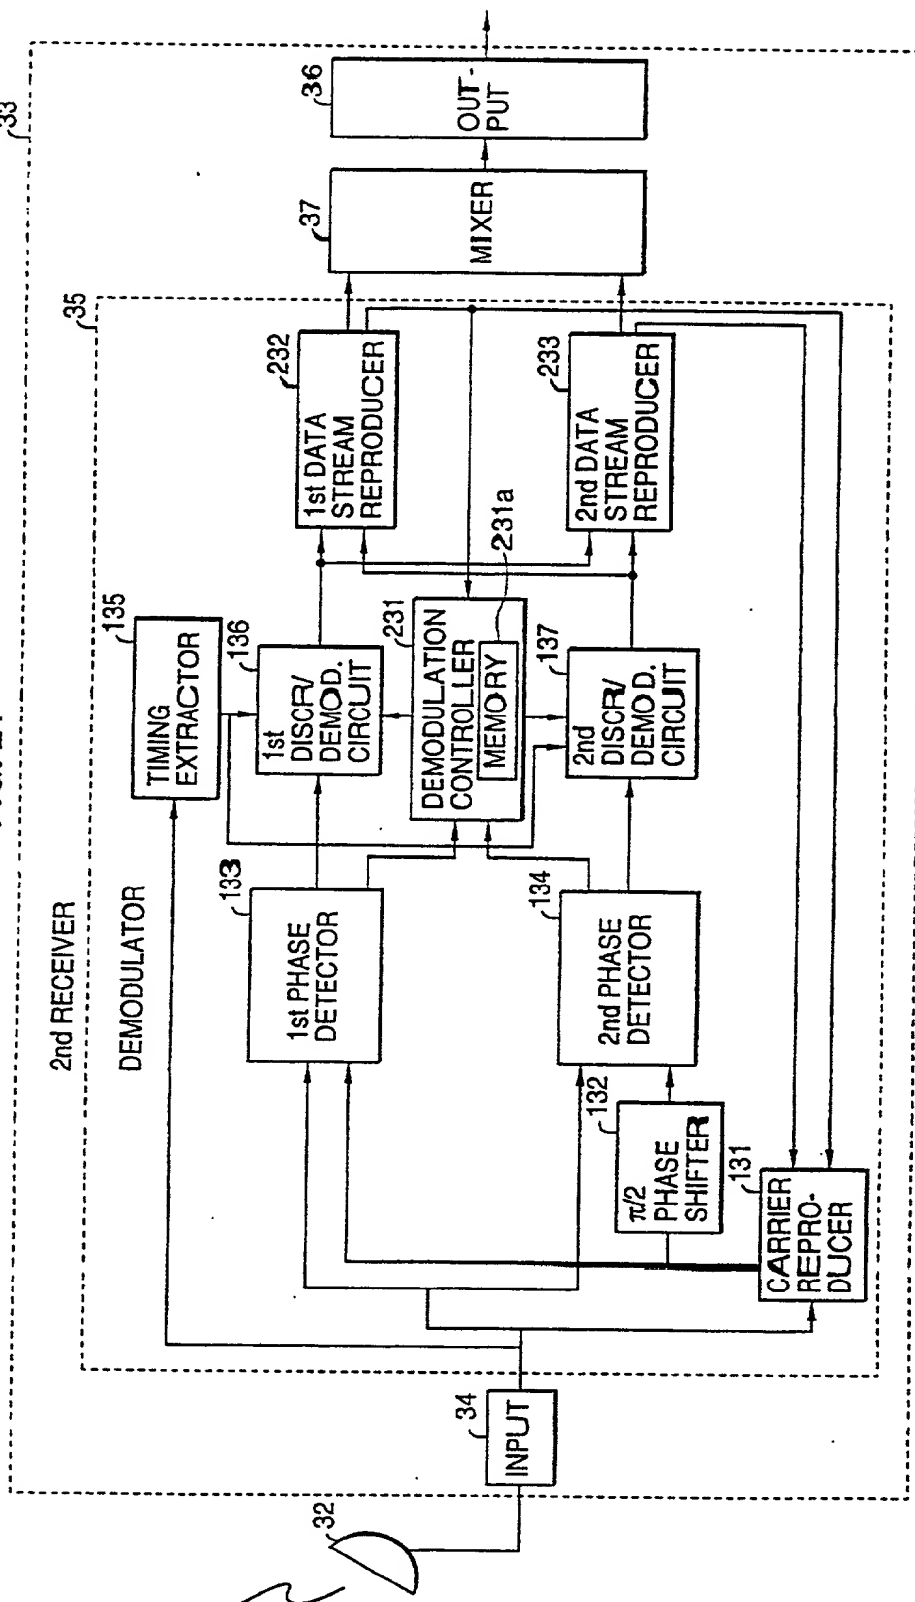 33
2nd RECEIVER
35
DEMODULATOR
32
34
INPUT
135
TIMING
EXTRACTOR
133
1st PHASE
DETECTOR
136
1st
DISCR/
DEMOD.
CIRCUIT
232
1st DATA
STREAM
REPRODUCER
231
DEMODULATION
CONTROLLER
MEMORY
231a
134
2nd PHASE
DETECTOR
137
2nd
DISCR/
DEMOD.
CIRCUIT
233
2nd DATA
STREAM
REPRODUCER
132
π/2
PHASE
SHIFTER
131
CARRIER
REPRO-
DUCER
37
MIXER
36
OUT-
PUT